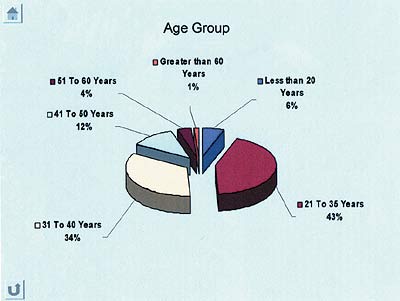 Age Group
Greater than 60
Years
1%
Less than 20
Years
6%
21 To 35 Years
43%
31 To 40 Years
34%
41 To 50 Years
12%
51 To 60 Years
4%